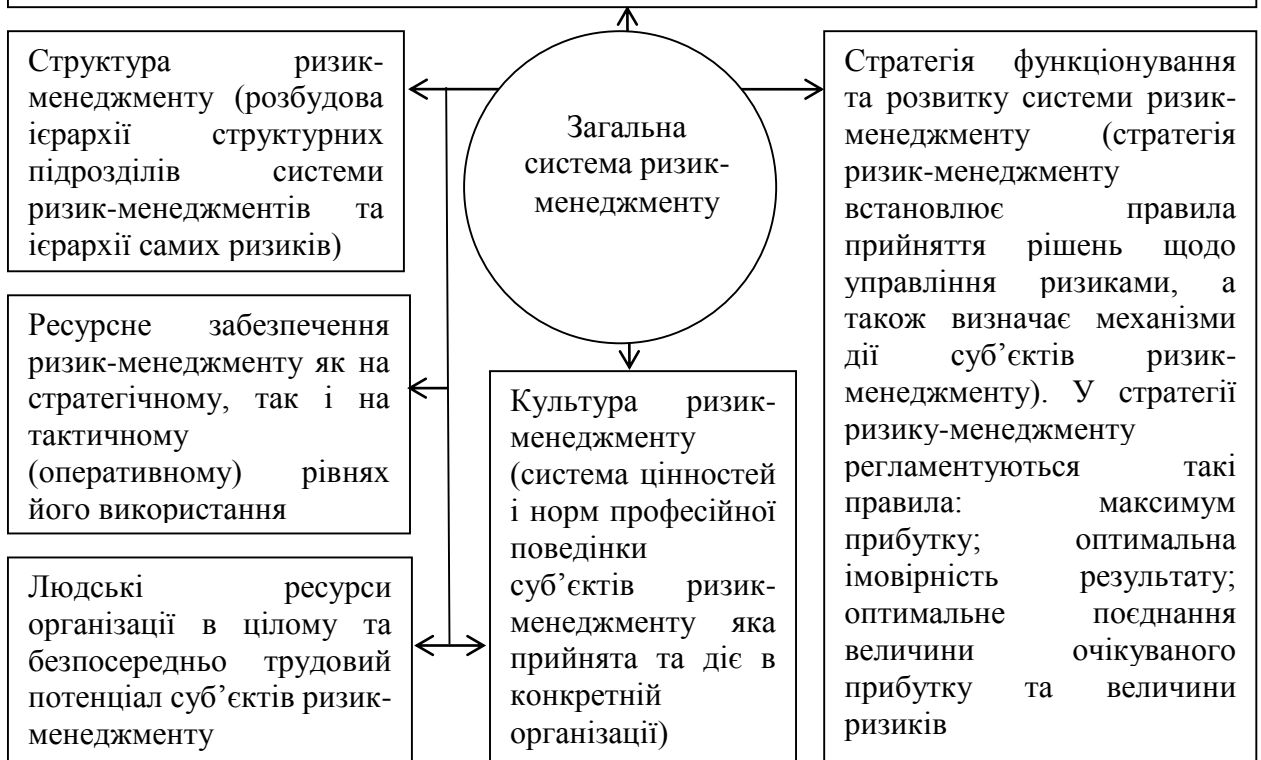 Структура ризик-
менеджменту (розбудова
ієрархії структурних
підрозділів системи
ризик-менеджментів та
ієрархії самих ризиків)
Загальна
система ризик-
менеджменту
Стратегія функціонування
та розвитку системи ризик-
менеджменту (стратегія
ризик-менеджменту
встановлює правила
прийняття рішень щодо
управління ризиками, а
також визначає механізми
дії суб’єктів ризик-
менеджменту). У стратегії
ризику-менеджменту
регламентуються такі
правила: максимум
прибутку; оптимальна
імовірність результату;
оптимальне поєднання
величини очікуваного
прибутку та величини
ризиків
Ресурсне забезпечення
ризик-менеджменту як на
стратегічному, так і на
тактичному
(оперативному) рівнях
його використання
Культура ризик-
менеджменту
(система цінностей
і норм професійної
поведінки
суб’єктів ризик-
менеджменту яка
прийнята та діє в
конкретній
організації)
Людські ресурси
організації в цілому та
безпосередньо трудовий
потенціал суб’єктів ризик-
менеджменту